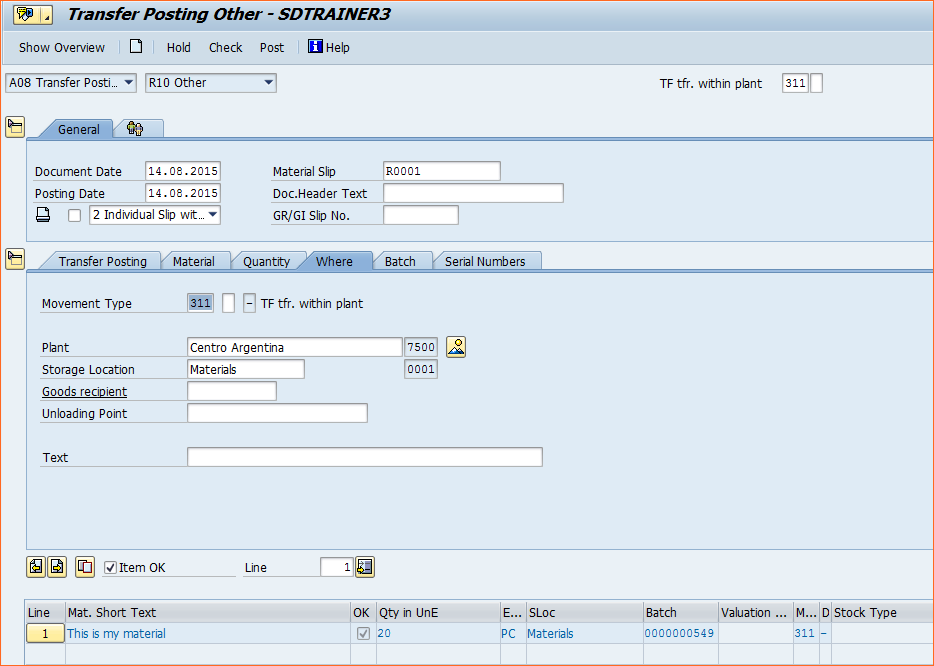 Transfer Posting Other - SDTRAINER3
Show Overview Hold Check Post Help
A08 Transfer Posti... R10 Other TF tfr. within plant 311
General
Document Date 14.08.2015 Material Slip R0001
Posting Date 14.08.2015 Doc.Header Text
2 Individual Slip wit... GR/GI Slip No.
Transfer Posting Material Quantity Where Batch Serial Numbers
Movement Type 311 - TF tfr. within plant
Plant Centro Argentina 7500
Storage Location Materials 0001
Goods recipient
Unloading Point
Text
Item OK Line 1
Line Mat. Short Text OK Qty in UnE E... SLoc Batch Valuation ... M... D Stock Type
1 This is my material 20 PC Materials 0000000549 311 -